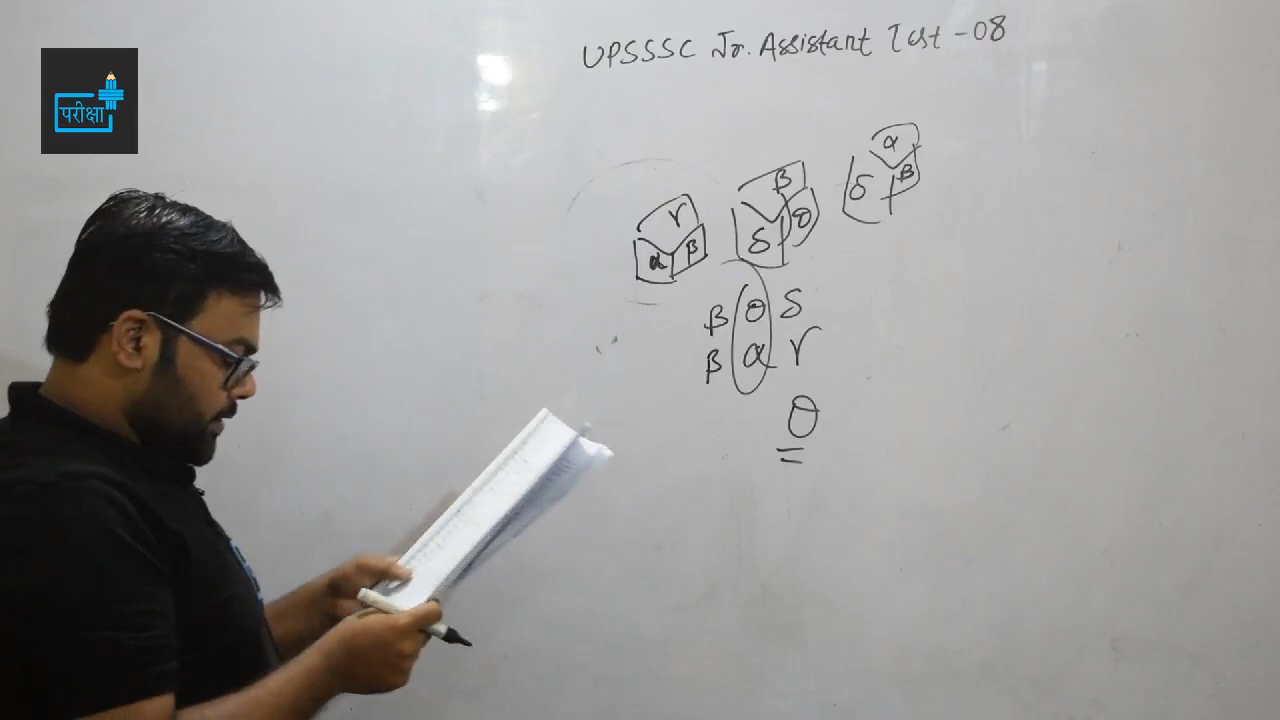 परीक्षा
UPSSSC Jr. Assistant Test - 08
r
α β
β
δ θ
α
δ β
β θ δ
β α r
θ